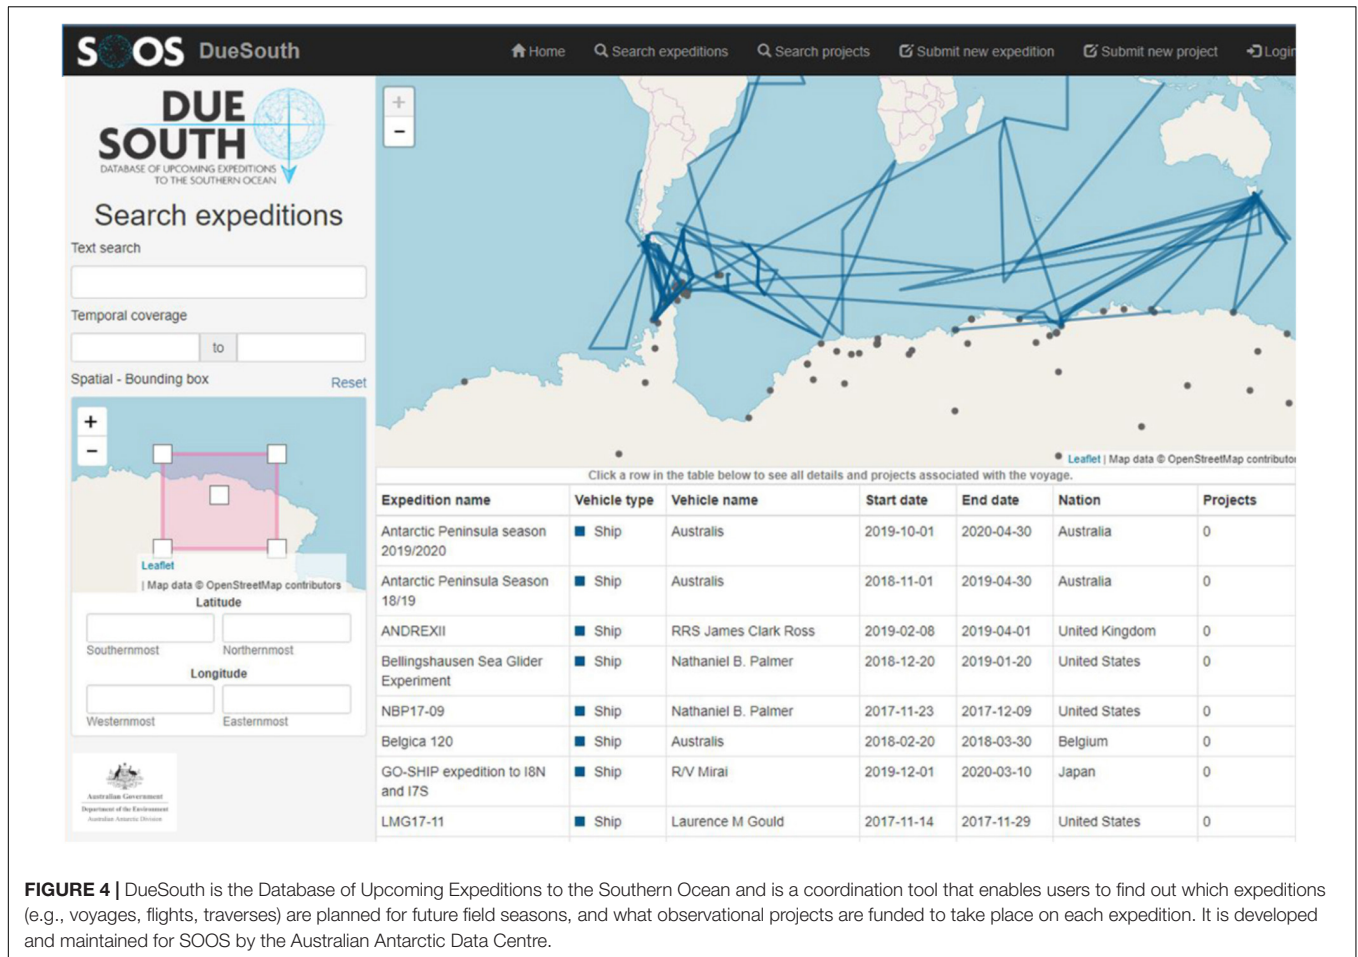 SOOS DueSouth
Home Search expeditions Search projects Submit new expedition Submit new project Login
DUE
SOUTH
DATABASE OF UPCOMING EXPEDITIONS
TO THE SOUTHERN OCEAN
Search expeditions
Text search
Temporal coverage
to
Spatial - Bounding box Reset
+
−
Leaflet
| Map data © OpenStreetMap contributors
Latitude
Southernmost Northernmost
Longitude
Westernmost Easternmost
Australian Government
Department of the Environment
Australian Antarctic Division
+
−
Leaflet | Map data © OpenStreetMap contributor
Click a row in the table below to see all details and projects associated with the voyage.
Expedition name Vehicle type Vehicle name Start date End date Nation Projects
Antarctic Peninsula season Ship Australis 2019-10-01 2020-04-30 Australia 0
2019/2020
Antarctic Peninsula Season Ship Australis 2018-11-01 2019-04-30 Australia 0
18/19
ANDREXII Ship RRS James Clark Ross 2019-02-08 2019-04-01 United Kingdom 0
Bellingshausen Sea Glider Ship Nathaniel B. Palmer 2018-12-20 2019-01-20 United States 0
Experiment
NBP17-09 Ship Nathaniel B. Palmer 2017-11-23 2017-12-09 United States 0
Belgica 120 Ship Australis 2018-02-20 2018-03-30 Belgium 0
GO-SHIP expedition to I8N Ship R/V Mirai 2019-12-01 2020-03-10 Japan 0
and I7S
LMG17-11 Ship Laurence M Gould 2017-11-14 2017-11-29 United States 0
FIGURE 4 | DueSouth is the Database of Upcoming Expeditions to the Southern Ocean and is a coordination tool that enables users to find out which expeditions
(e.g., voyages, flights, traverses) are planned for future field seasons, and what observational projects are funded to take place on each expedition. It is developed
and maintained for SOOS by the Australian Antarctic Data Centre.